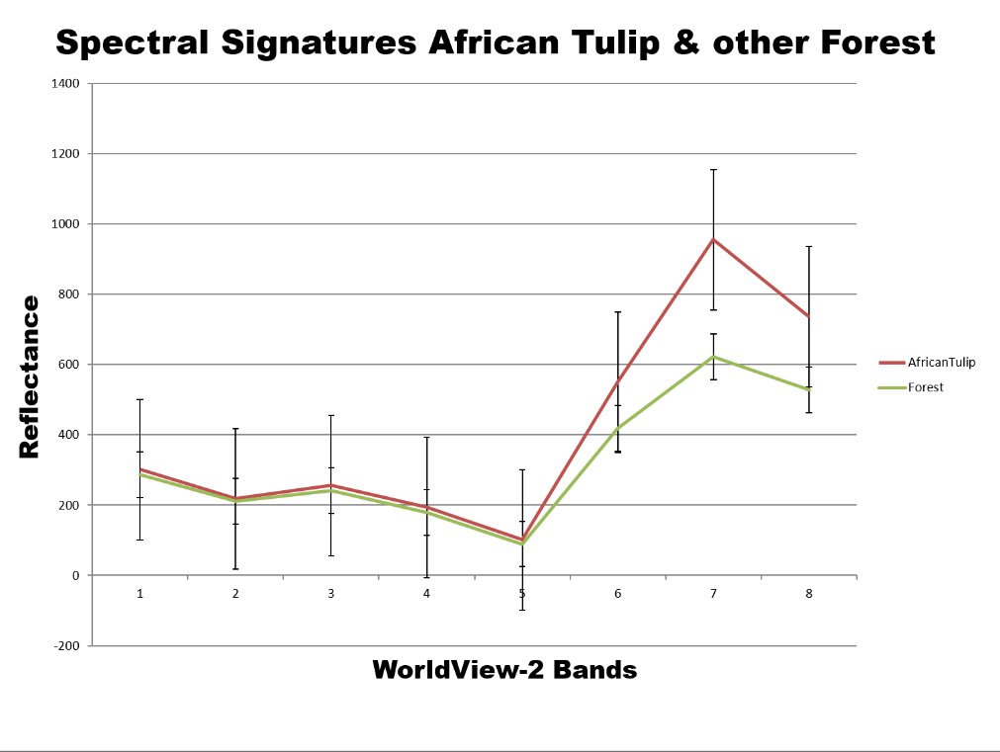 Spectral Signatures African Tulip & other Forest
1400
1200
1000
800
600
400
200
0
-200
Reflectance
1 2 3 4 5 6 7 8
WorldView-2 Bands
AfricanTulip
Forest